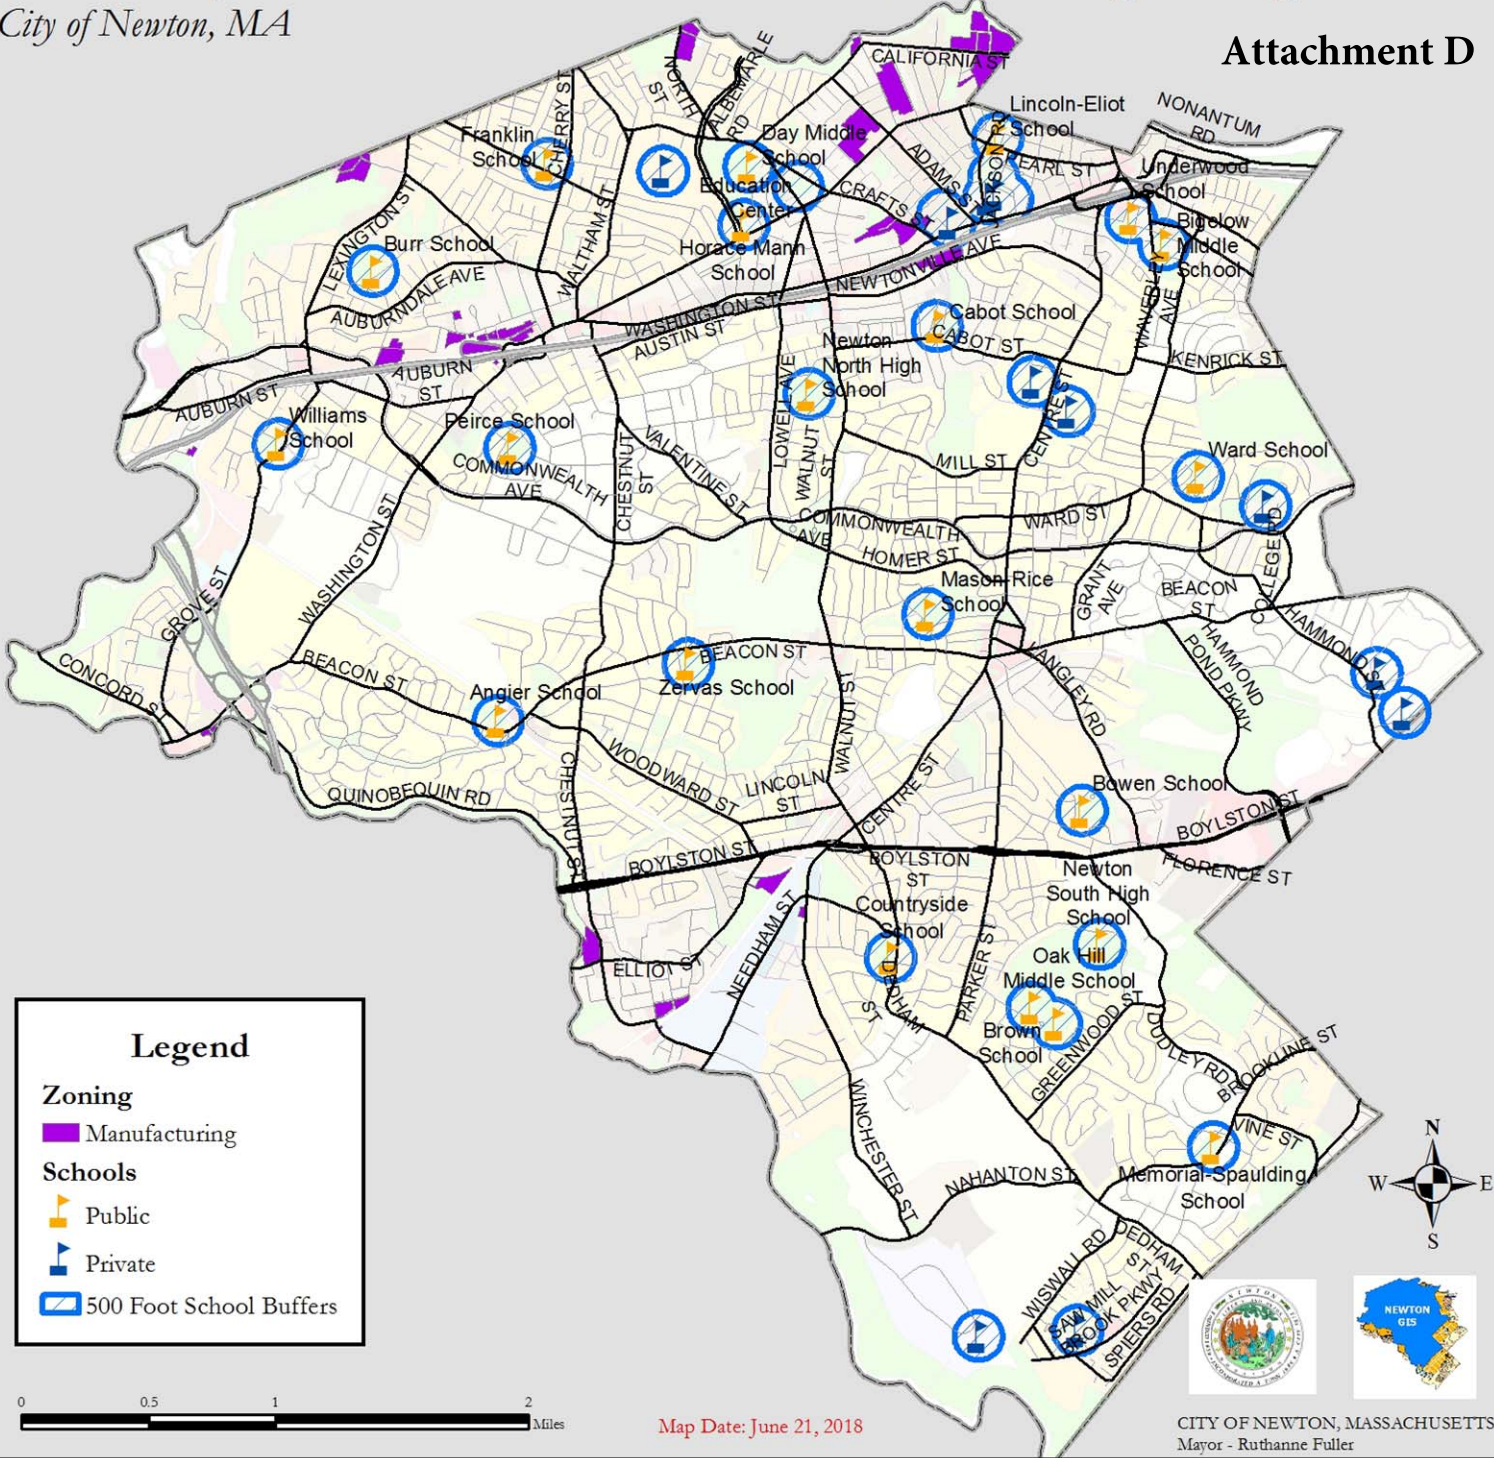 City of Newton, MA
Attachment D
CALIFORNIA ST
NORTH
ST
ALBEMARLE
RD
CHERRY ST
Franklin
School
Day Middle
School
Lincoln-Eliot
School
NONANTUM
RD
JACKSON RD
PEARL ST
ADAMS ST
CRAFTS ST
Underwood
School
Education
Center
Horace Mann
School
Bigelow
Middle
School
LEXINGTON ST
Burr School
WALTHAM ST
AUBURNDALE AVE
NEWTONVILLE AVE
WASHINGTON ST
AUSTIN ST
WAVERLEY
AVE
Cabot School
CABOT ST
Newton
North High
School
KENRICK ST
AUBURN
ST
AUBURN ST
LOWELL AVE
CENTRE ST
Williams
School
Peirce School
COMMONWEALTH
AVE
VALENTINE ST
CHESTNUT
ST
WALNUT
ST
MILL ST
Ward School
COMMONWEALTH
AVE
WARD ST
HOMER ST
COLLEGE RD
WASHINGTON ST
GROVE ST
Mason-Rice
School
GRANT
AVE
BEACON
ST
HAMMOND ST
HAMMOND
POND PKWY
CONCORD ST
BEACON ST
BEACON ST
Zervas School
Angier School
LANGLEY RD
WALNUT ST
WOODWARD ST
LINCOLN
ST
CENTRE ST
QUINOBEQUIN RD
CHESTNUT ST
Bowen School
BOYLSTON ST
BOYLSTON ST
BOYLSTON
ST
FLORENCE ST
Newton
South High
School
Countryside
School
NEEDHAM ST
ELLIOT ST
PARKER ST
Oak Hill
Middle School
DEDHAM
ST
Brown
School
GREENWOOD ST
DUDLEY RD
BROOKLINE ST
VINE ST
WINCHESTER ST
NAHANTON ST
Memorial-Spaulding
School
WISWALL RD
DEDHAM
ST
SAW MILL
BROOK PKWY
SPIERS RD
Legend
Zoning
Manufacturing
Schools
Public
Private
500 Foot School Buffers
N
W
E
S
NEWTON
GIS
0
0.5
1
2
Miles
Map Date: June 21, 2018
CITY OF NEWTON, MASSACHUSETTS
Mayor - Ruthanne Fuller